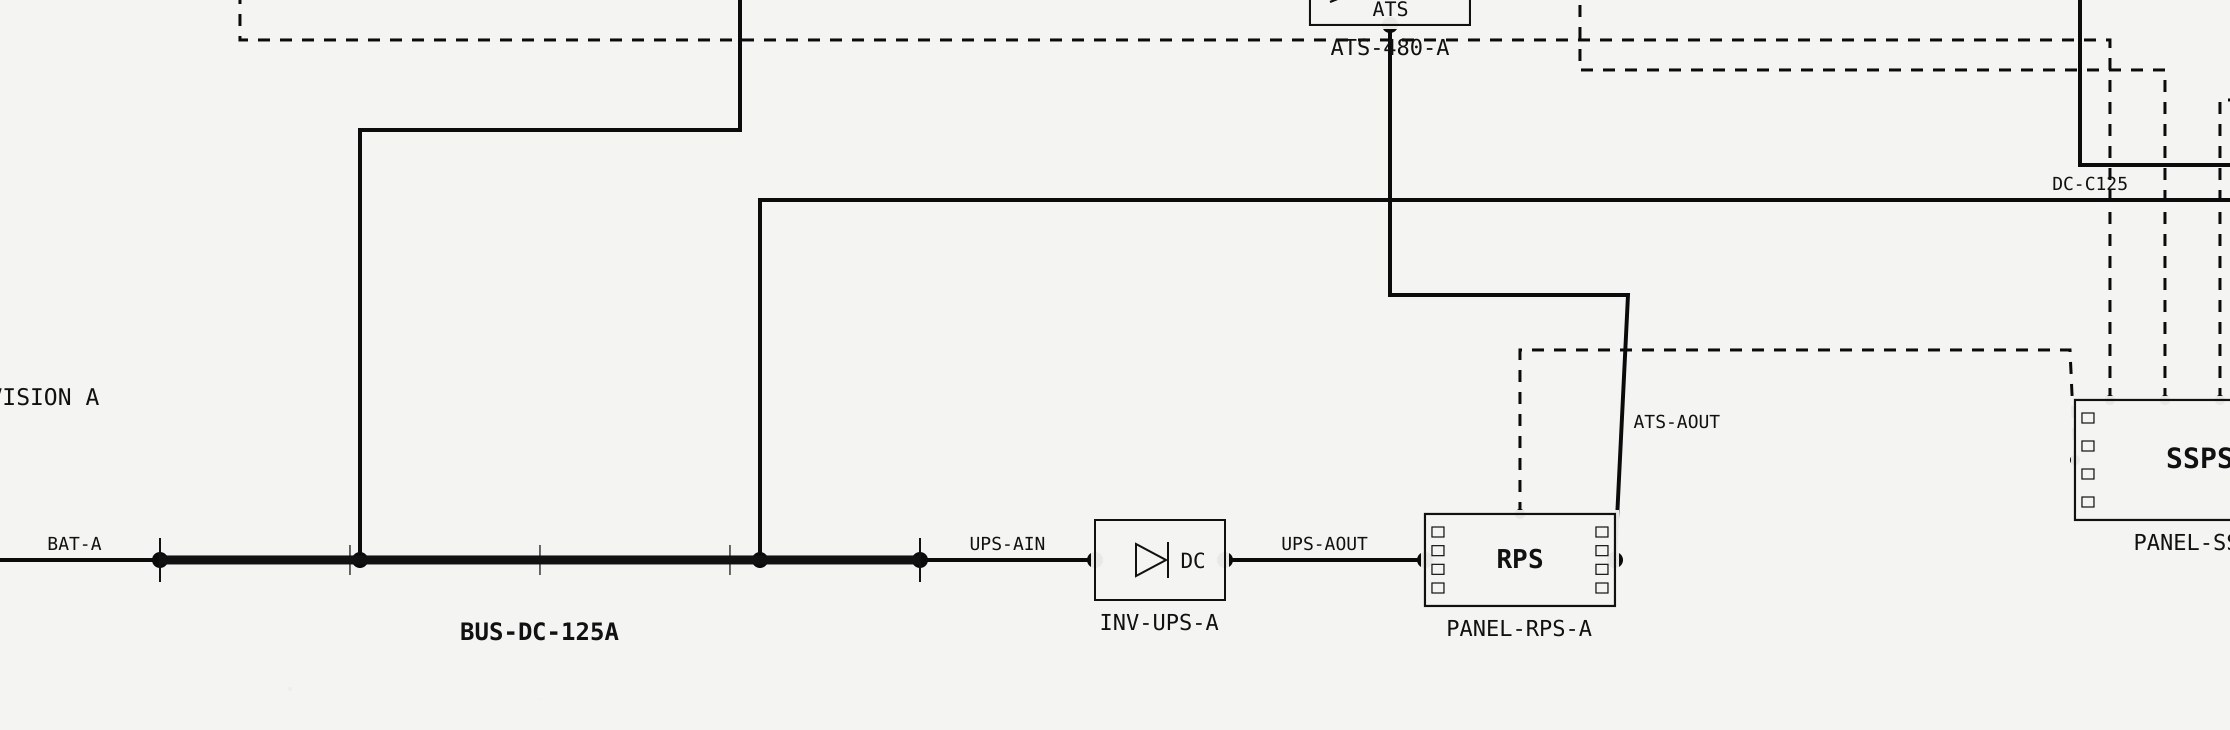 ATS
ATS-480-A
DC-C125
VISION A
ATS-AOUT
SSPS
BAT-A
UPS-AIN
UPS-AOUT
DC
RPS
PANEL-SS
INV-UPS-A
PANEL-RPS-A
BUS-DC-125A